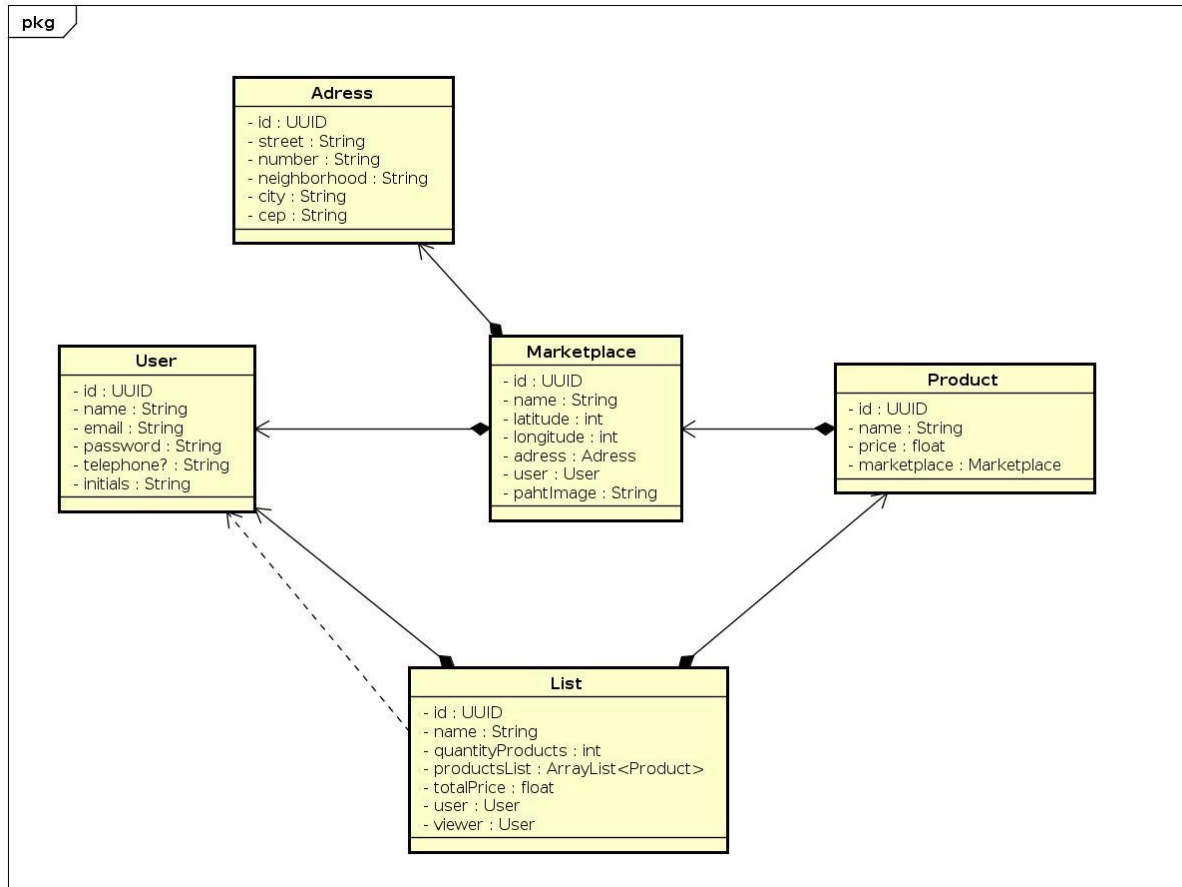 pkg
Adress
- id : UUID
- street : String
- number : String
- neighborhood : String
- city : String
- cep : String
User
- id : UUID
- name : String
- email : String
- password : String
- telephone? : String
- initials : String
Marketplace
- id : UUID
- name : String
- latitude : int
- longitude : int
- adress : Adress
- user : User
- pahtImage : String
Product
- id : UUID
- name : String
- price : float
- marketplace : Marketplace
List
- id : UUID
- name : String
- quantityProducts : int
- productsList : ArrayList<Product>
- totalPrice : float
- user : User
- viewer : User